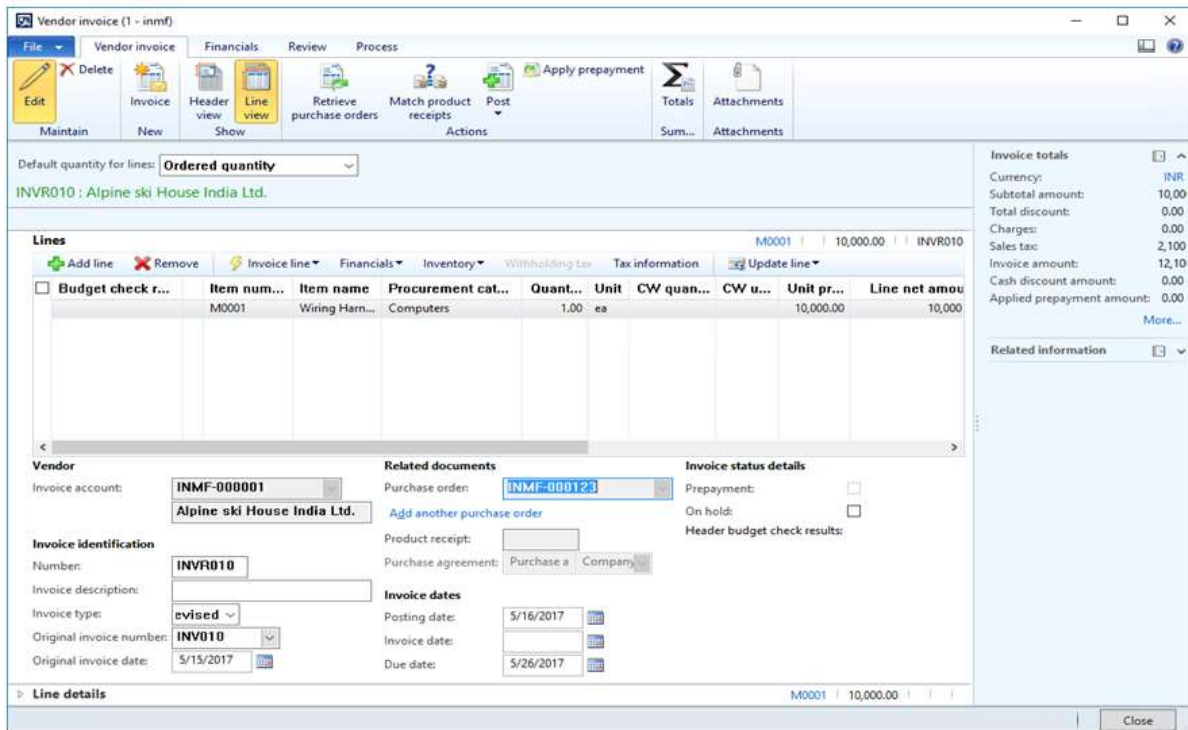 Vendor invoice (1 - inmf)
File Vendor invoice Financials Review Process
Edit
Delete
Maintain
Invoice
New
Header view
Line view
Show
Retrieve purchase orders
Match product receipts
Post
Apply prepayment
Actions
Totals
Sum...
Attachments
Attachments
Default quantity for lines: Ordered quantity
INVR010 : Alpine ski House India Ltd.
Lines M0001 10,000.00 INVR010
Add line Remove Invoice line Financials Inventory Withholding tax Tax information Update line
Budget check r... Item num... Item name Procurement cat... Quant... Unit CW quan... CW u... Unit pr... Line net amou
M0001 Wiring Harn... Computers 1.00 ea 10,000.00 10,000
Vendor
Invoice account: INMF-000001
Alpine ski House India Ltd.
Invoice identification
Number: INVR010
Invoice description:
Invoice type: evised
Original invoice number: INV010
Original invoice date: 5/15/2017
Related documents
Purchase order: INMF-000123
Add another purchase order
Product receipt:
Purchase agreement: Purchase a Company
Invoice dates
Posting date: 5/16/2017
Invoice date:
Due date: 5/26/2017
Invoice status details
Prepayment:
On hold:
Header budget check results:
Line details M0001 10,000.00
Invoice totals
Currency: INR
Subtotal amount: 10,00
Total discount: 0.00
Charges: 0.00
Sales tax: 2,100
Invoice amount: 12,10
Cash discount amount: 0.00
Applied prepayment amount: 0.00
More...
Related information
Close